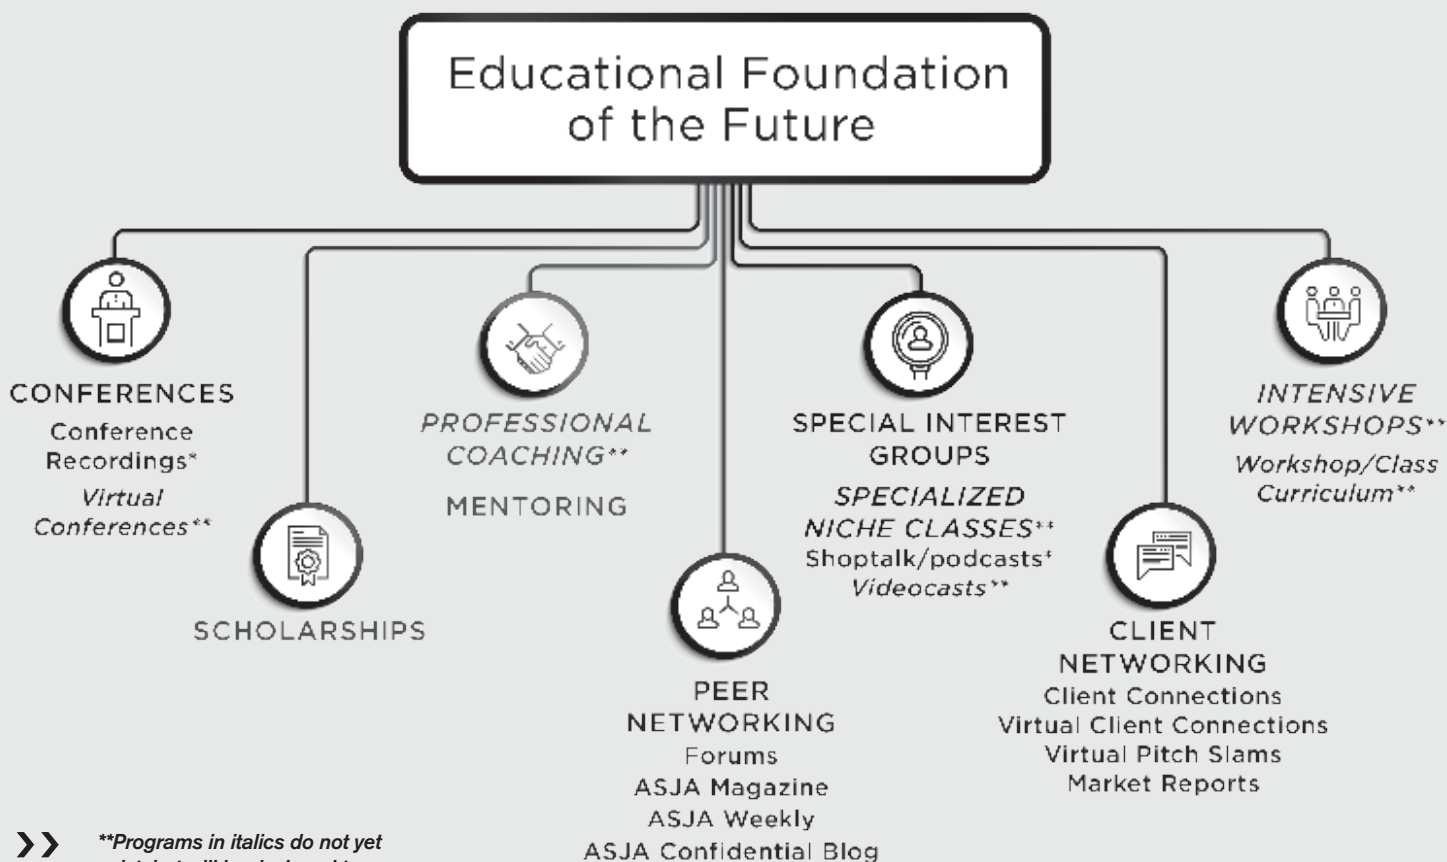 Educational Foundation
of the Future
CONFERENCES
Conference
Recordings*
Virtual
Conferences**
SCHOLARSHIPS
PROFESSIONAL
COACHING**
MENTORING
PEER
NETWORKING
Forums
ASJA Magazine
ASJA Weekly
ASJA Confidential Blog
SPECIAL INTEREST
GROUPS
SPECIALIZED
NICHE CLASSES**
Shoptalk/podcasts*
Videocasts**
CLIENT
NETWORKING
Client Connections
Virtual Client Connections
Virtual Pitch Slams
Market Reports
INTENSIVE
WORKSHOPS**
Workshop/Class
Curriculum**
**Programs in italics do not yet